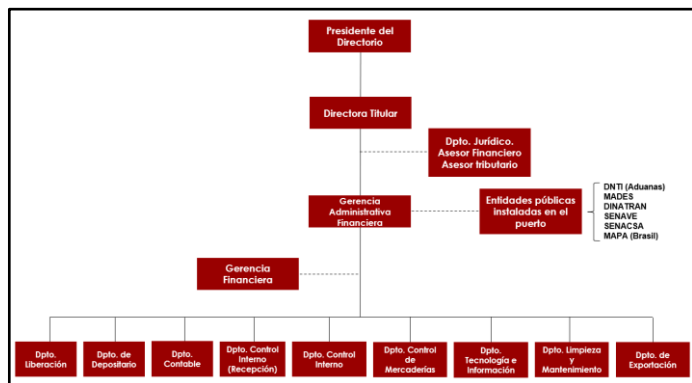 Presidente del
Directorio
Directora Titular
Dpto. Jurídico.
Asesor Financiero
Asesor tributario
Gerencia
Administrativa
Financiera
Entidades públicas
instaladas en el
puerto
DNTI (Aduanas)
MADES
DINATRAN
SENAVE
SENACSA
MAPA (Brasil)
Gerencia
Financiera
Dpto.
Liberación
Dpto. de
Depositario
Dpto.
Contable
Dpto. Control
Interno
(Recepción)
Dpto. Control
Interno
Dpto. Control
de
Mercaderías
Dpto.
Tecnología e
Información
Dpto. Limpieza
y
Mantenimiento
Dpto. de
Exportación